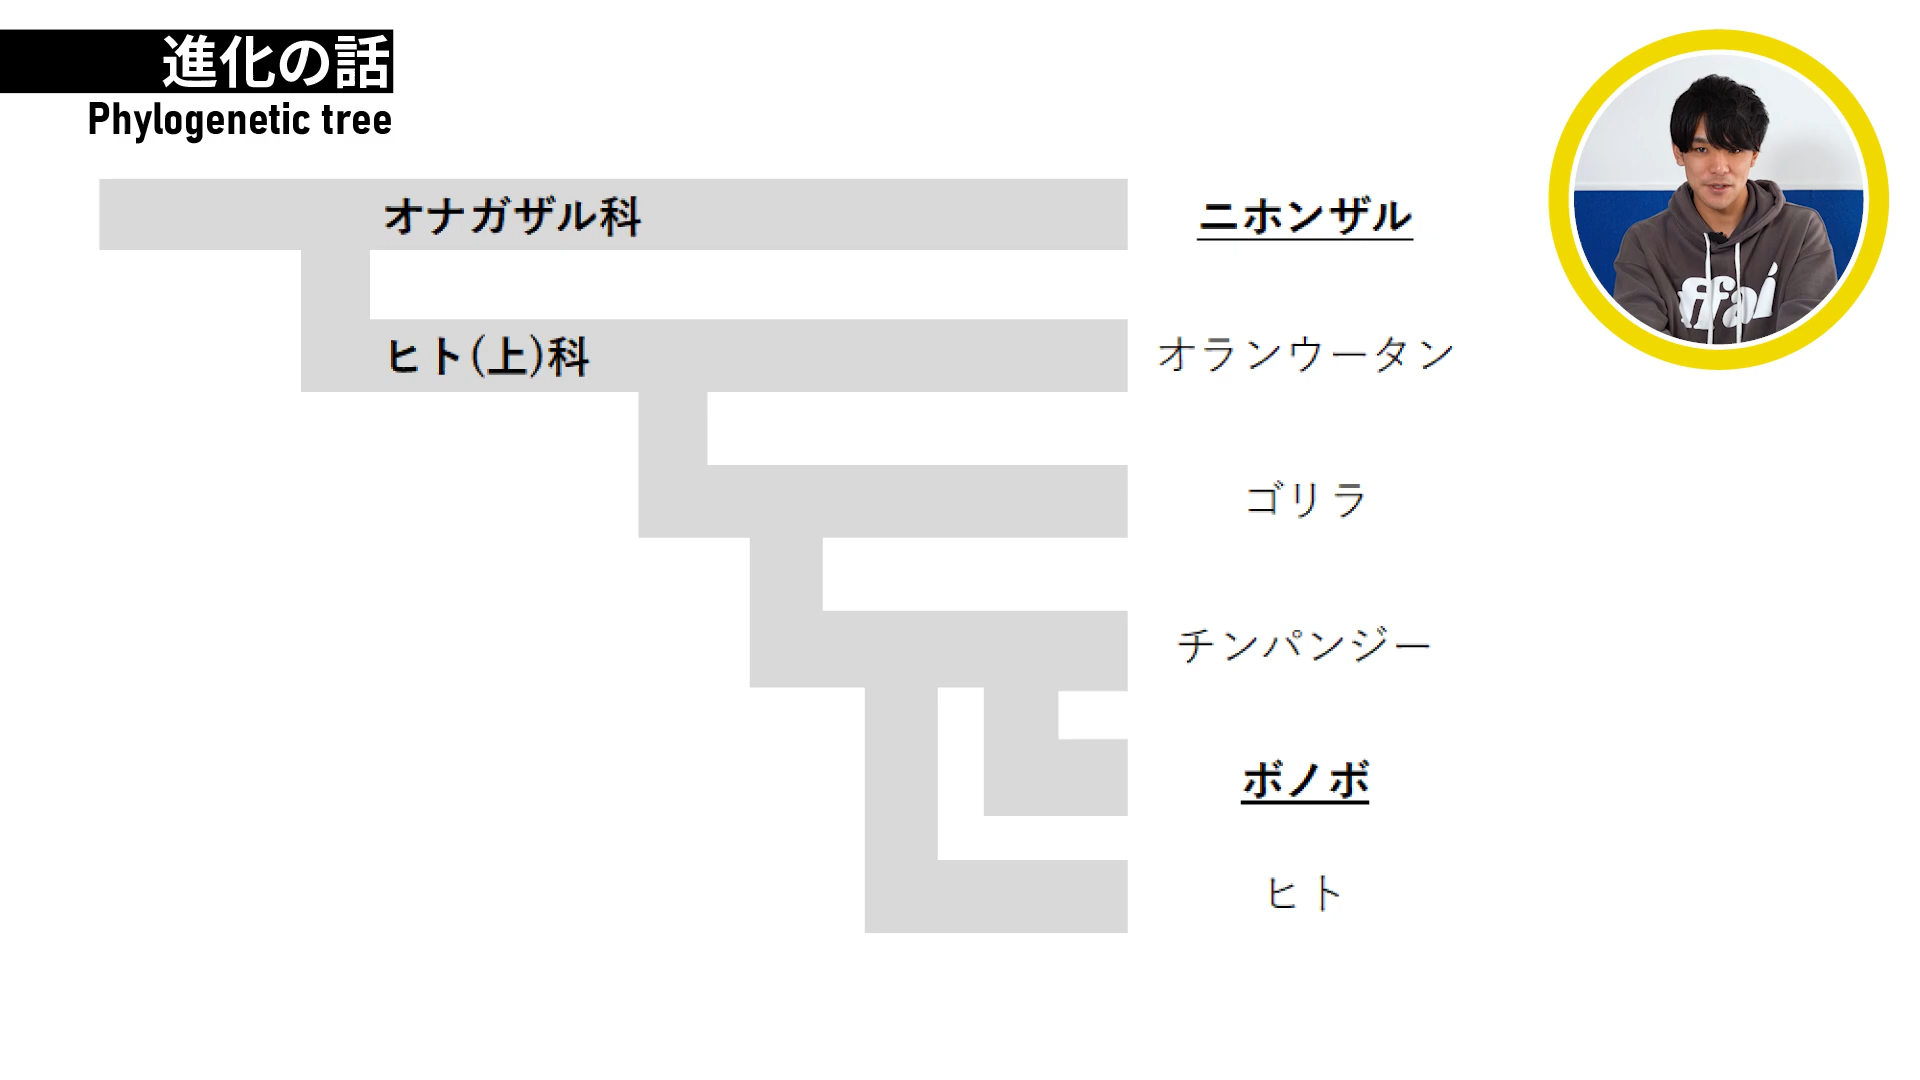 進化の話
Phylogenetic tree
オナガザル科
ニホンザル
ヒト(上)科
オランウータン
ゴリラ
チンパンジー
ボノボ
ヒト
ffai